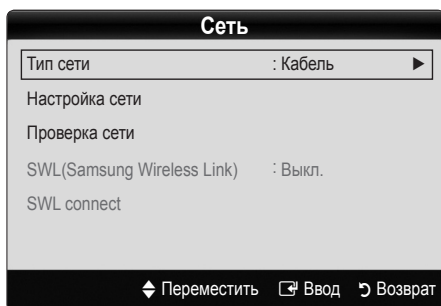 Сеть
Тип сети : Кабель ►
Настройка сети
Проверка сети
SWL(Samsung Wireless Link) : Выкл.
SWL connect
Переместить Ввод Возврат